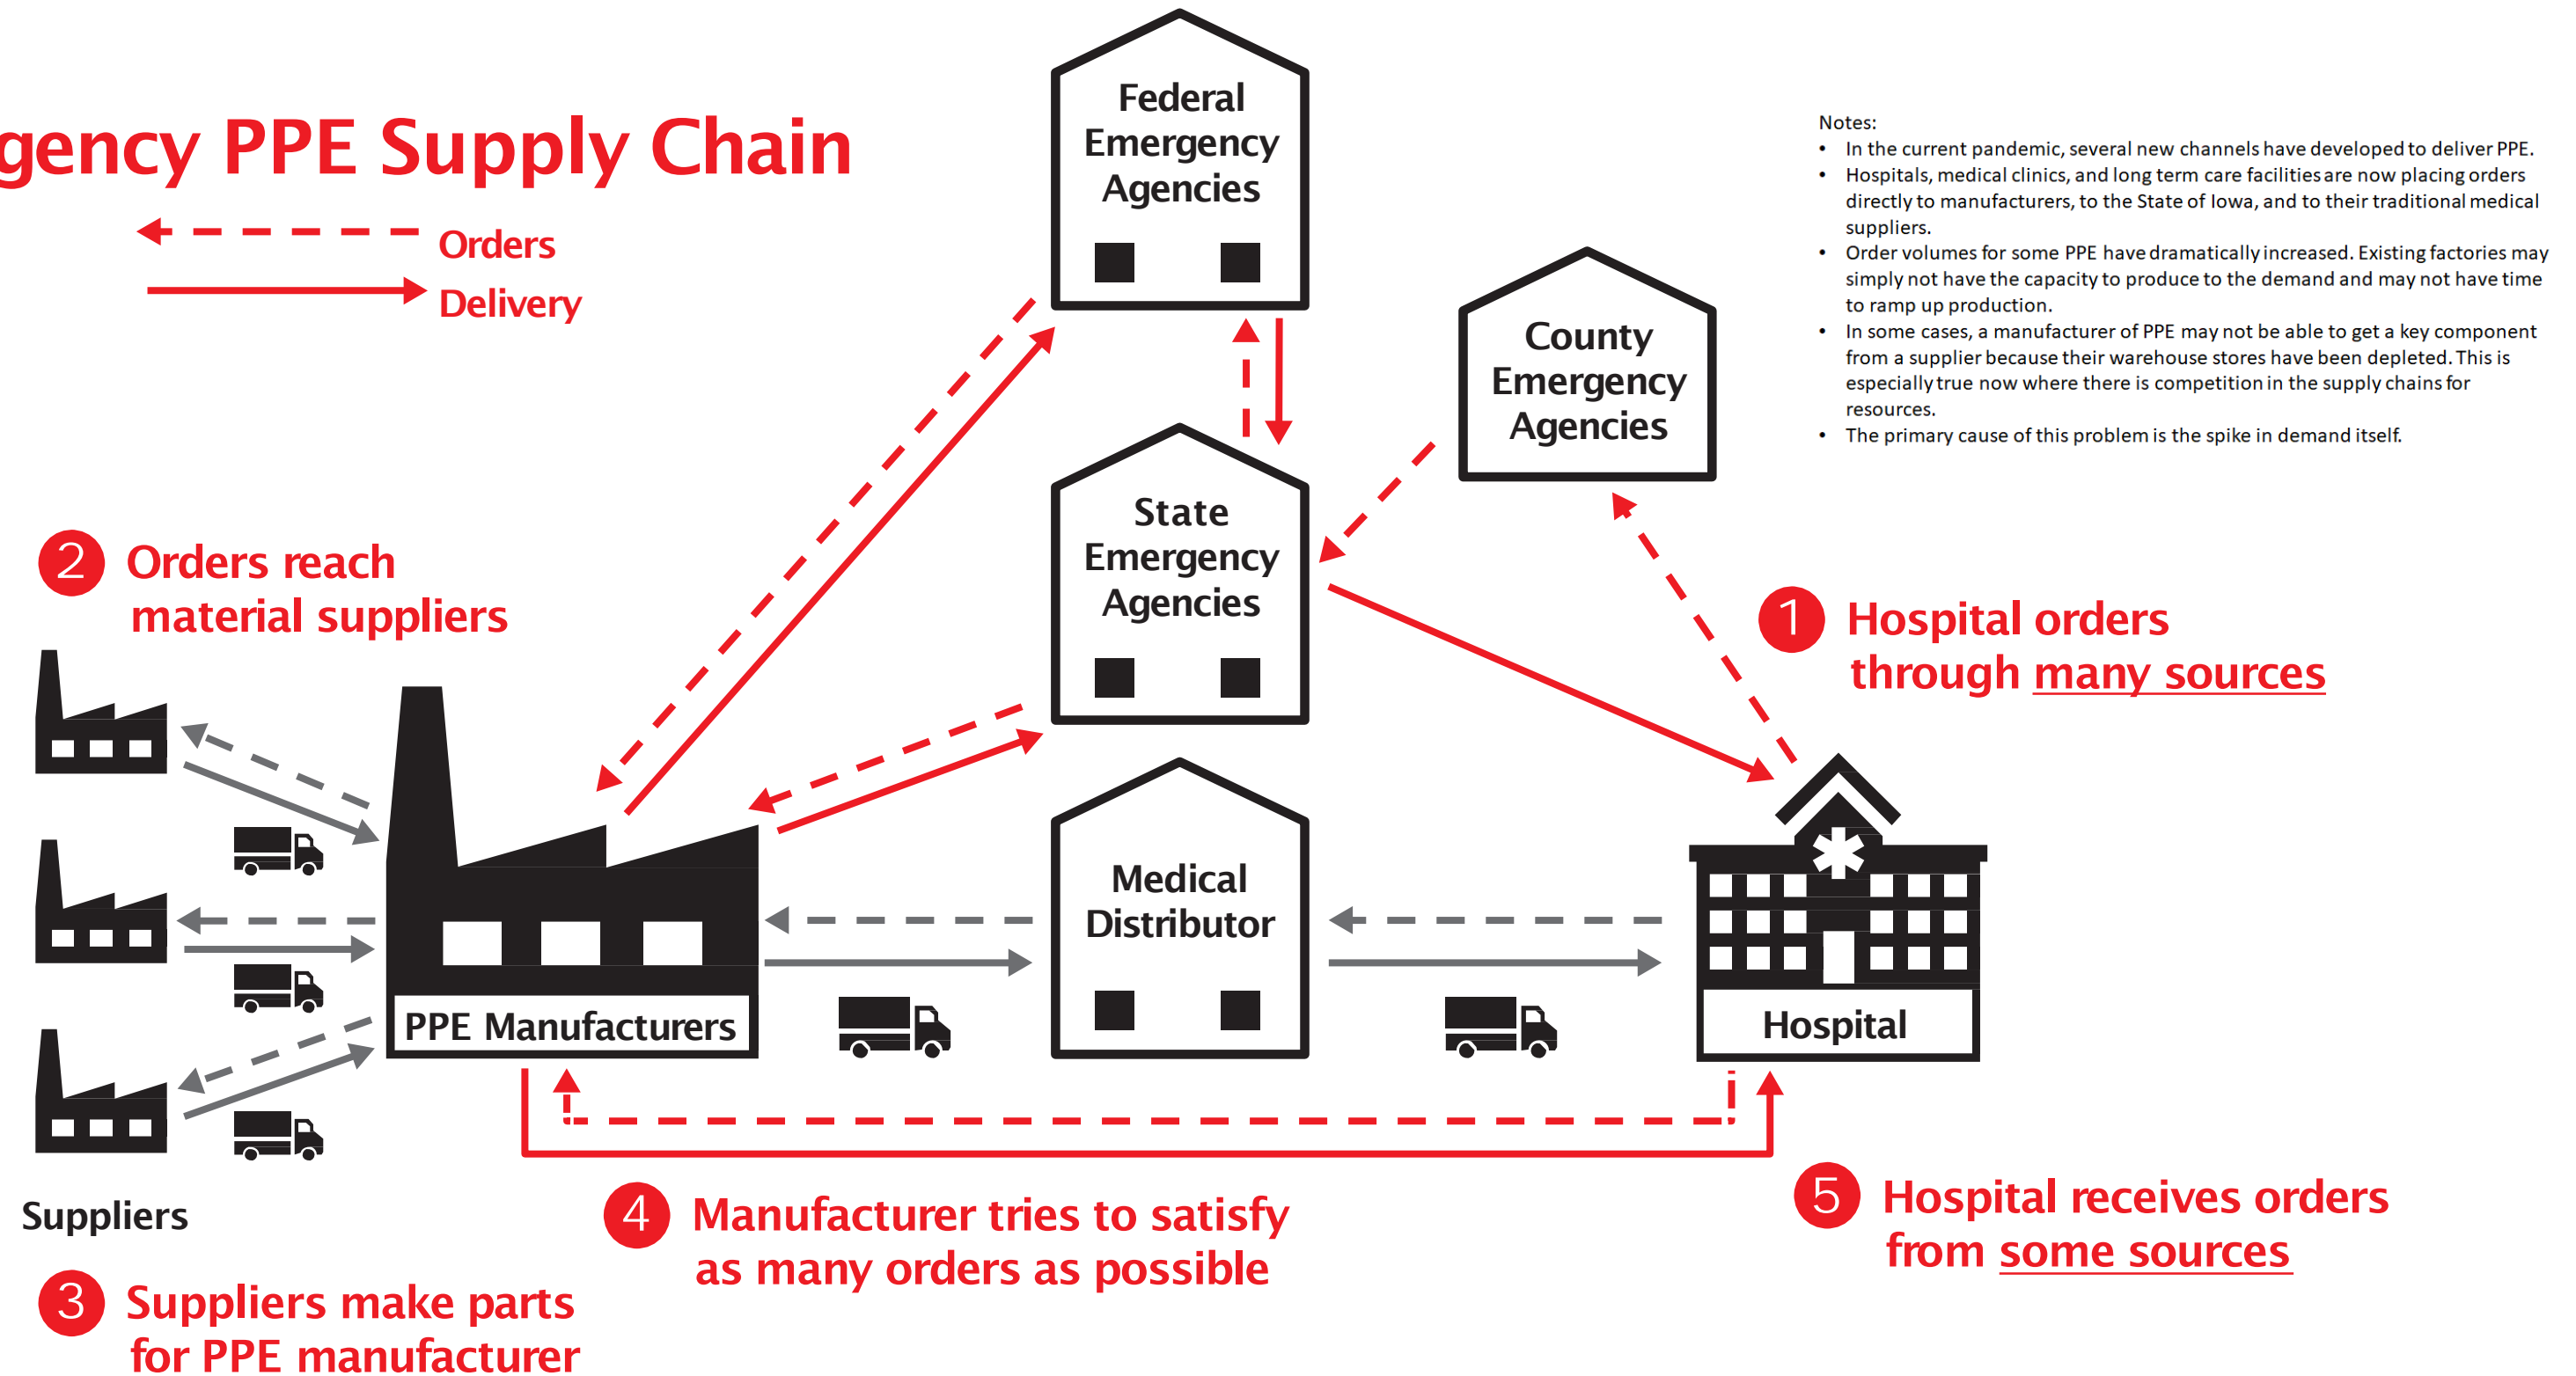 gency PPE Supply Chain
Orders
Delivery
Federal
Emergency
Agencies
County
Emergency
Agencies
Notes:
• In the current pandemic, several new channels have developed to deliver PPE.
• Hospitals, medical clinics, and long term care facilities are now placing orders
directly to manufacturers, to the State of Iowa, and to their traditional medical
suppliers.
• Order volumes for some PPE have dramatically increased. Existing factories may
simply not have the capacity to produce to the demand and may not have time
to ramp up production.
• In some cases, a manufacturer of PPE may not be able to get a key component
from a supplier because their warehouse stores have been depleted. This is
especially true now where there is competition in the supply chains for
resources.
• The primary cause of this problem is the spike in demand itself.
State
Emergency
Agencies
2 Orders reach
material suppliers
1 Hospital orders
through many sources
Medical
Distributor
PPE Manufacturers
Hospital
Suppliers
4 Manufacturer tries to satisfy
as many orders as possible
5 Hospital receives orders
from some sources
3 Suppliers make parts
for PPE manufacturer